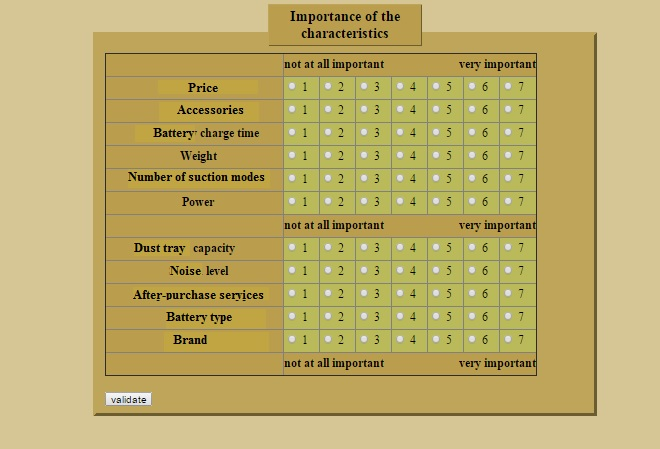 Importance of the
characteristics
not at all important very important
Price 1 2 3 4 5 6 7
Accessories 1 2 3 4 5 6 7
Battery charge time 1 2 3 4 5 6 7
Weight 1 2 3 4 5 6 7
Number of suction modes 1 2 3 4 5 6 7
Power 1 2 3 4 5 6 7
not at all important very important
Dust tray capacity 1 2 3 4 5 6 7
Noise level 1 2 3 4 5 6 7
After-purchase services 1 2 3 4 5 6 7
Battery type 1 2 3 4 5 6 7
Brand 1 2 3 4 5 6 7
not at all important very important
validate